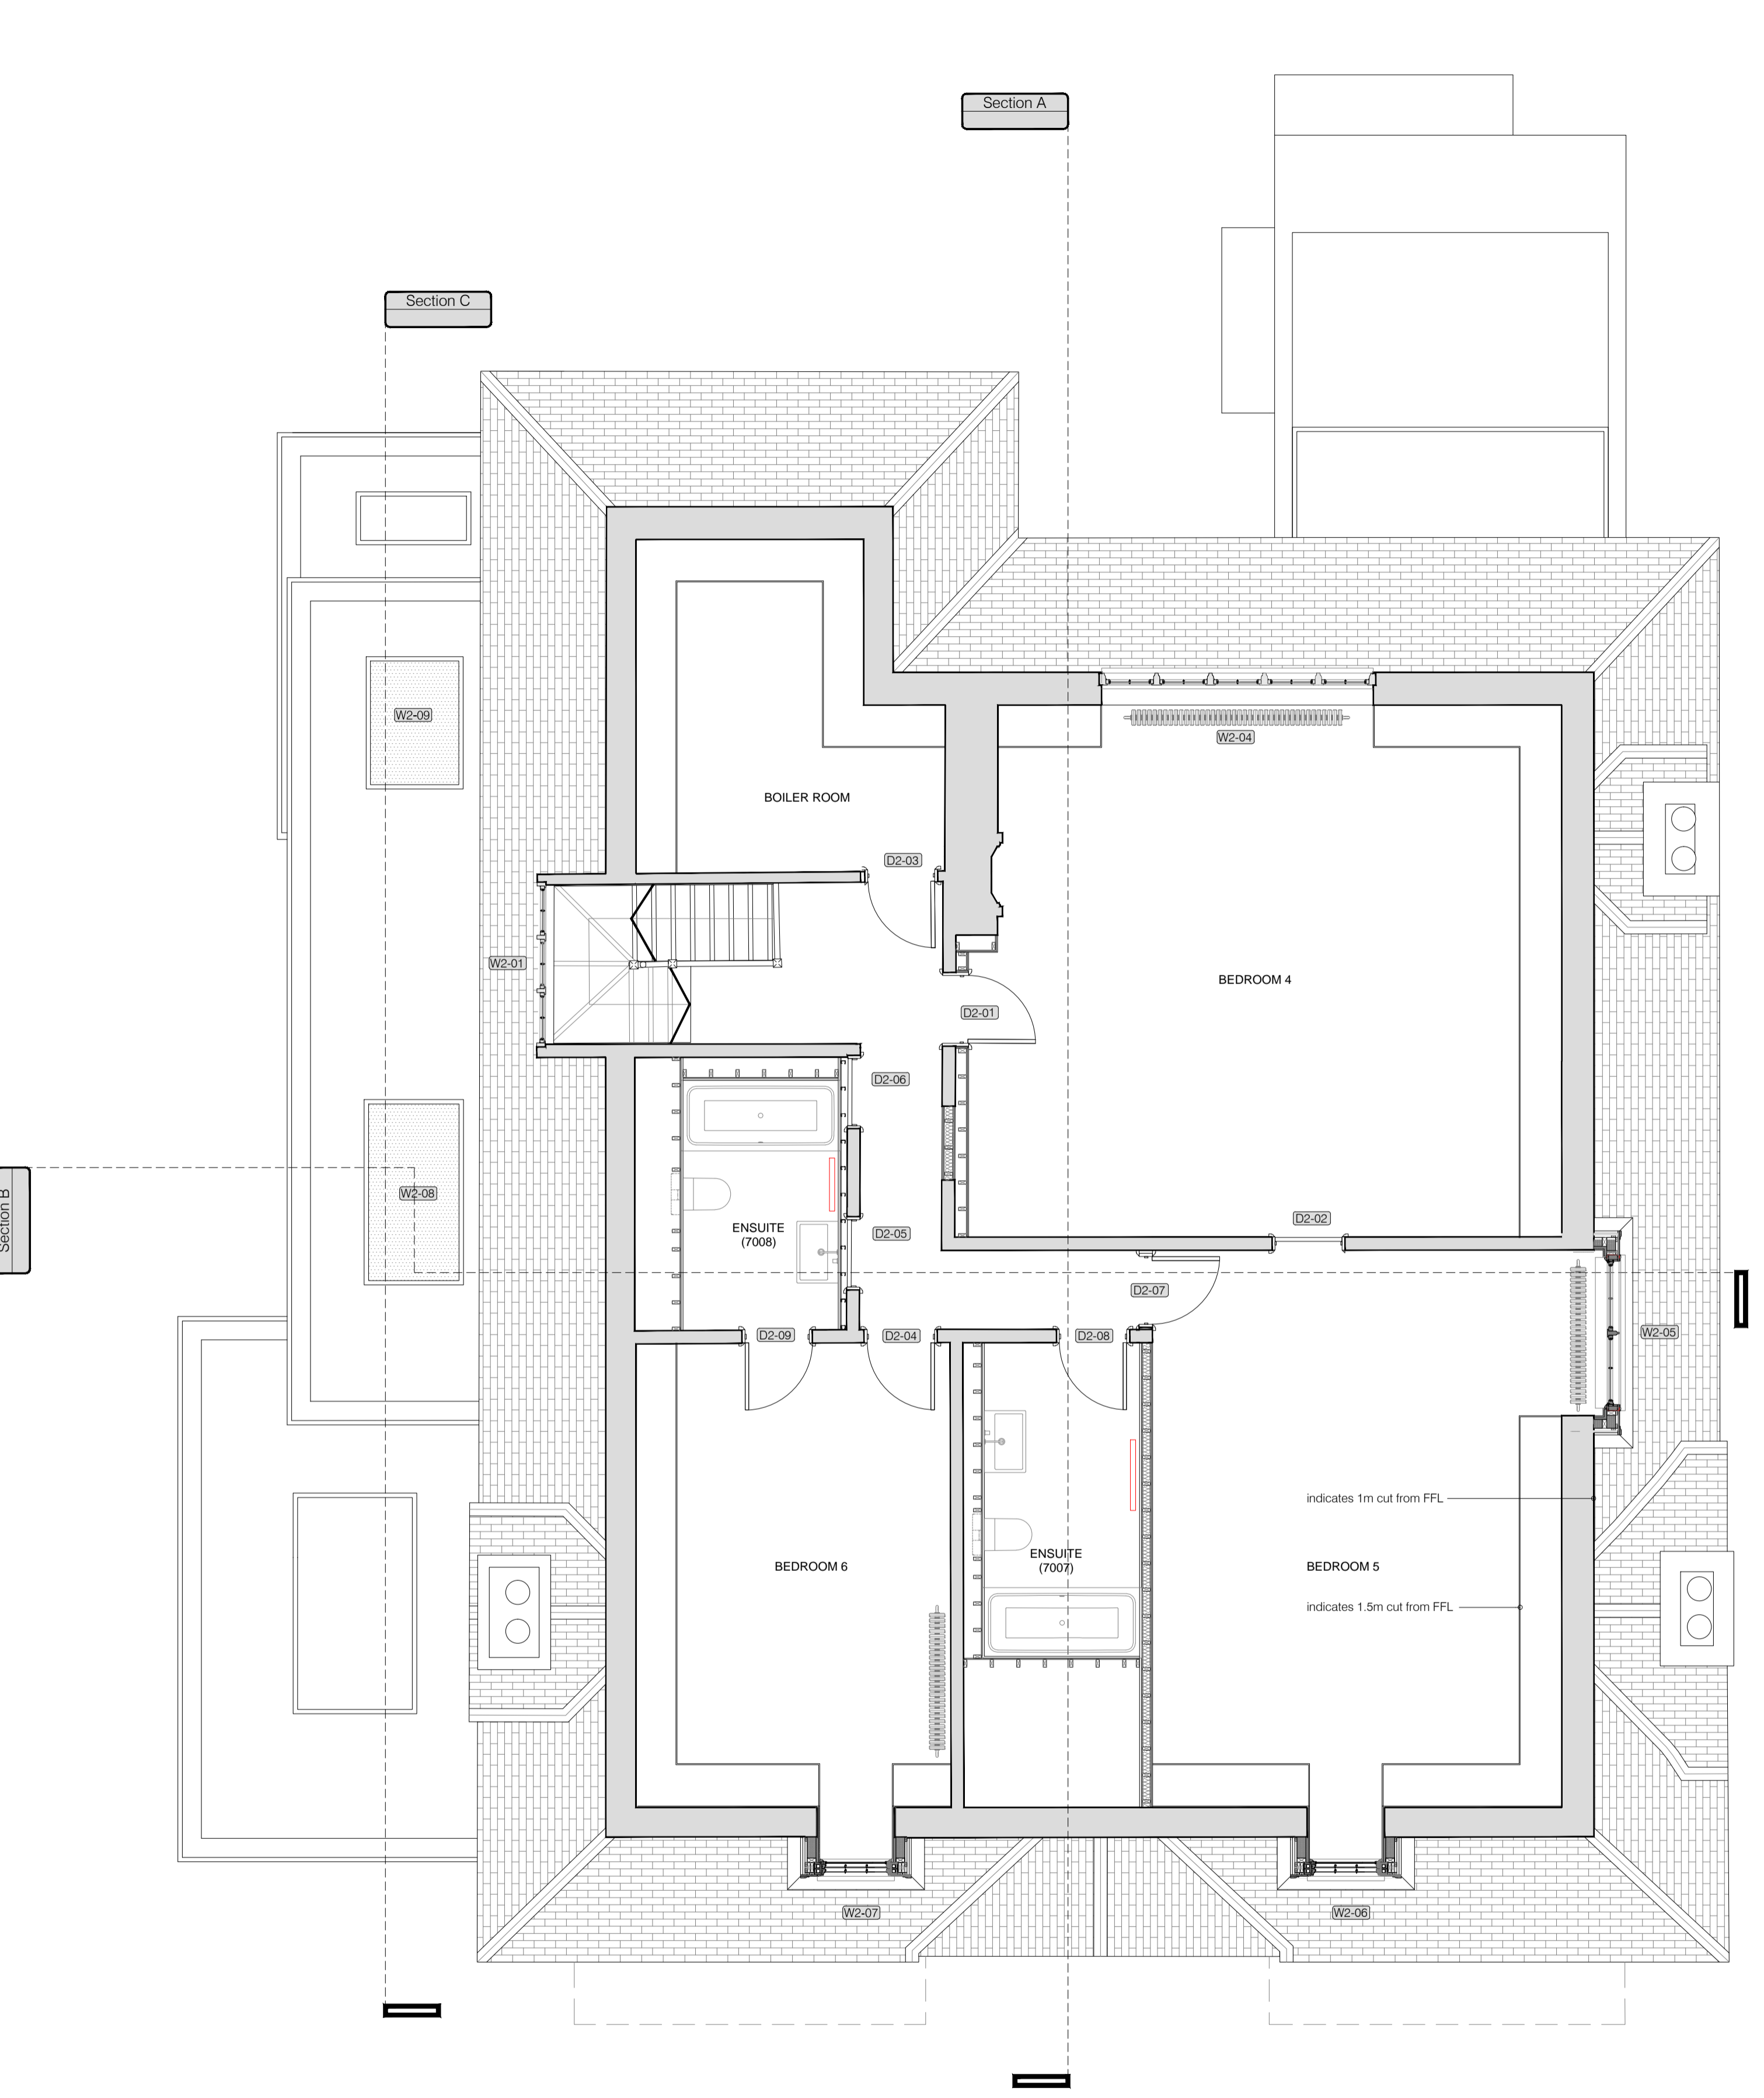 Section A
Section C
W2-09
W2-04
BOILER ROOM
D2-03
W2-01
BEDROOM 4
D2-01
D2-06
Section B
W2-08
ENSUITE
(7008)
D2-05
D2-02
D2-07
D2-09
D2-04
D2-08
W2-05
indicates 1m cut from FFL
ENSUITE
(7007)
BEDROOM 6
BEDROOM 5
indicates 1.5m cut from FFL
W2-07
W2-06